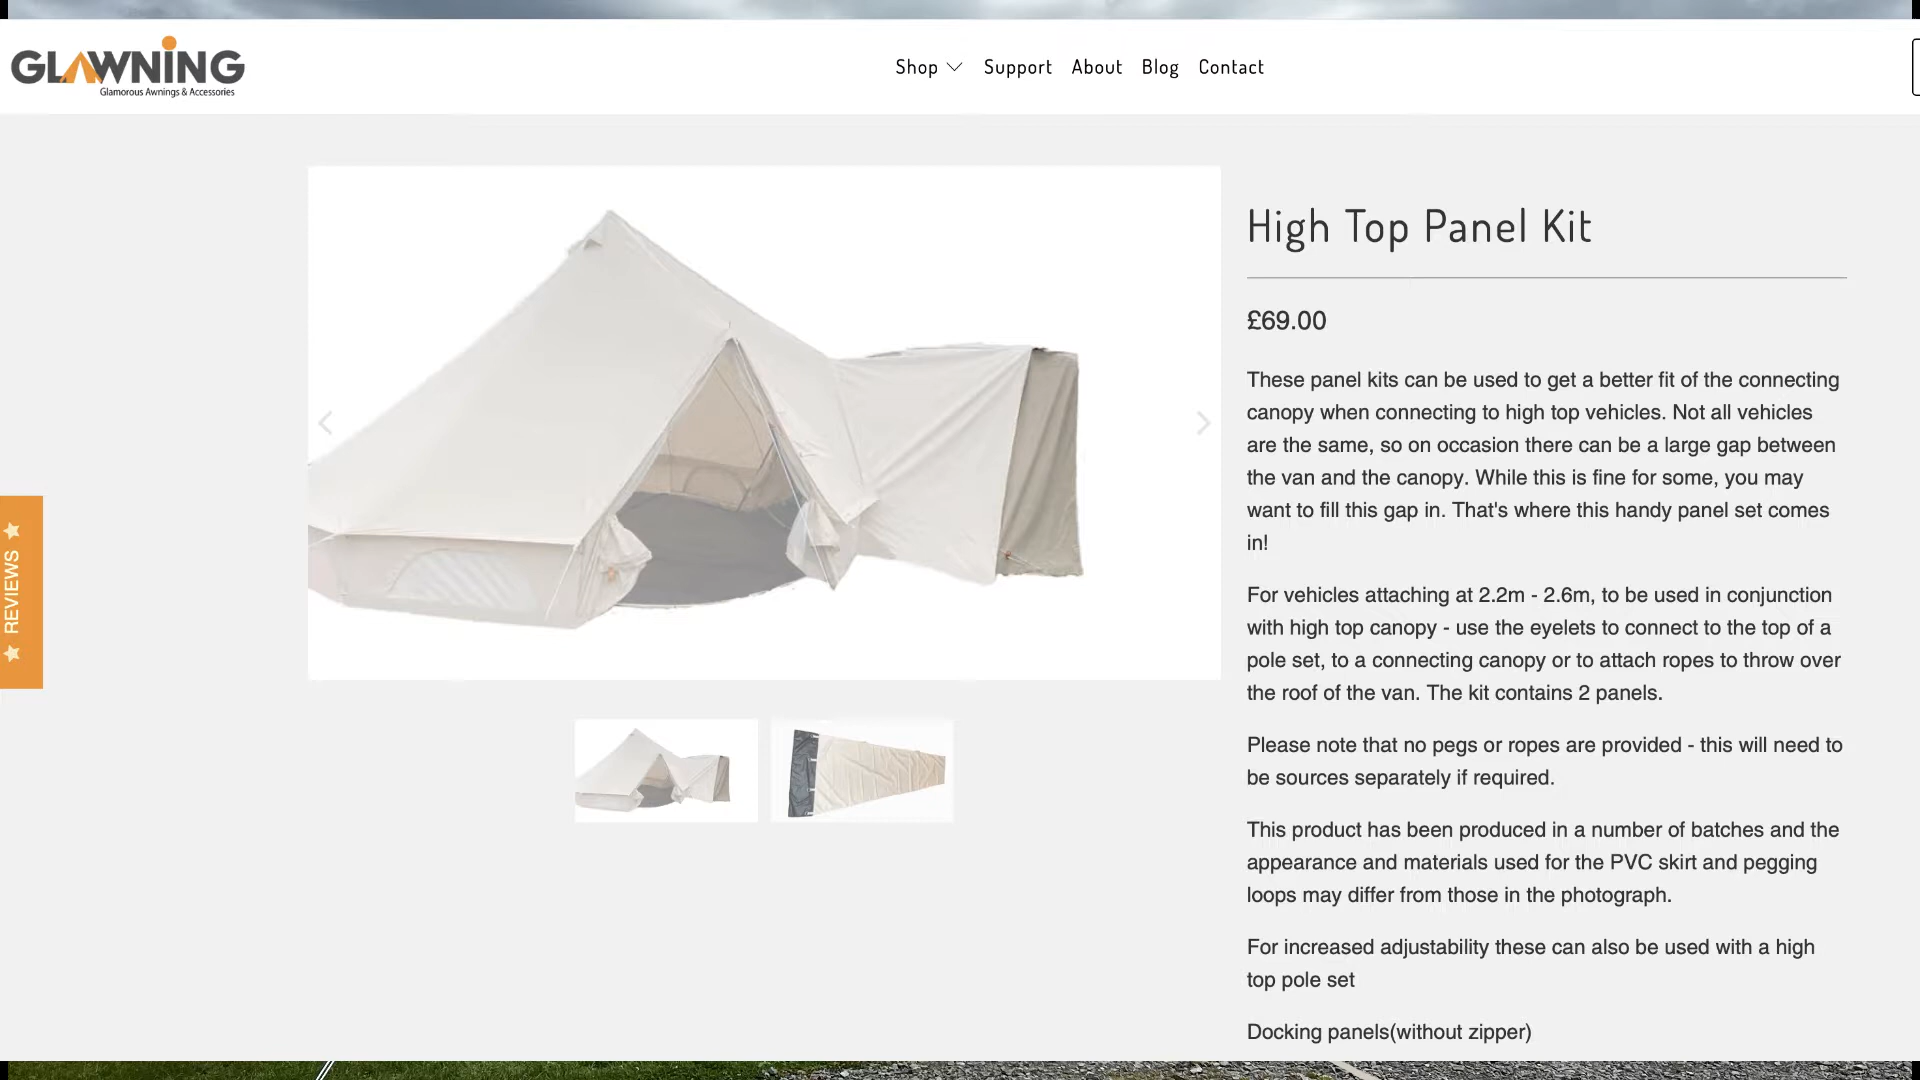 GLAWNING
Glamorous Awnings & Accessories
Shop
Support
About
Blog
Contact
High Top Panel Kit
£69.00
These panel kits can be used to get a better fit of the connecting
canopy when connecting to high top vehicles. Not all vehicles
are the same, so on occasion there can be a large gap between
the van and the canopy. While this is fine for some, you may
want to fill this gap in. That's where this handy panel set comes
in!
For vehicles attaching at 2.2m - 2.6m, to be used in conjunction
with high top canopy - use the eyelets to connect to the top of a
pole set, to a connecting canopy or to attach ropes to throw over
the roof of the van. The kit contains 2 panels.
Please note that no pegs or ropes are provided - this will need to
be sources separately if required.
This product has been produced in a number of batches and the
appearance and materials used for the PVC skirt and pegging
loops may differ from those in the photograph.
For increased adjustability these can also be used with a high
top pole set
Docking panels(without zipper)
★ REVIEWS ★